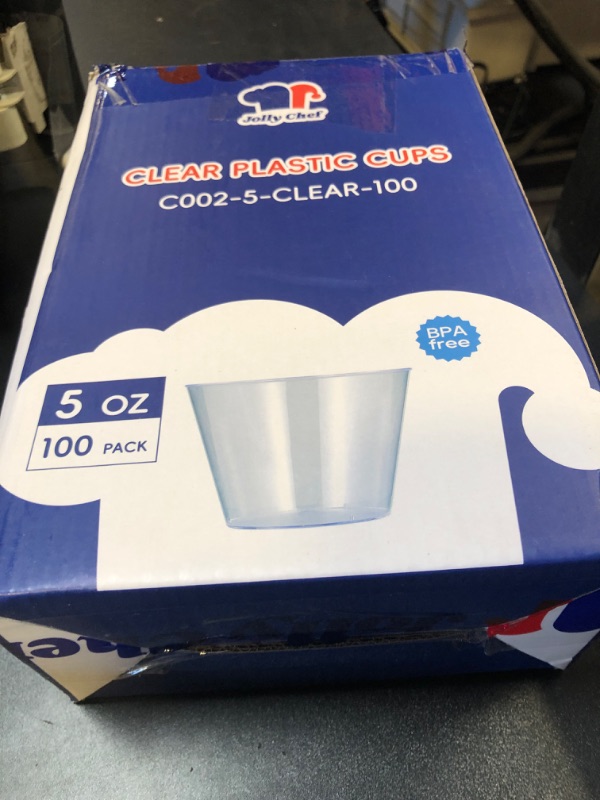 Jolly Chef
CLEAR PLASTIC CUPS
C002-5-CLEAR-100
BPA
free
5 OZ
100 PACK